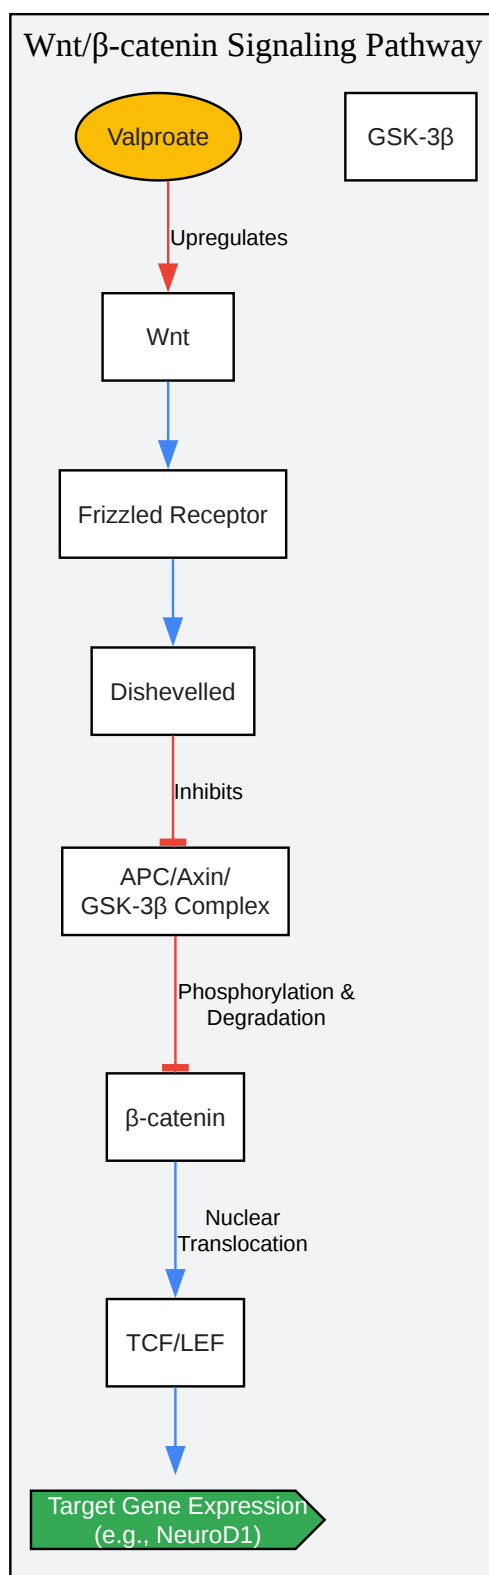 Wnt/β-catenin Signaling Pathway
Valproate
GSK-3β
Upregulates
Wnt
Frizzled Receptor
Dishevelled
Inhibits
APC/Axin/
GSK-3β Complex
Phosphorylation &
Degradation
β-catenin
Nuclear
Translocation
TCF/LEF
Target Gene Expression
(e.g., NeuroD1)